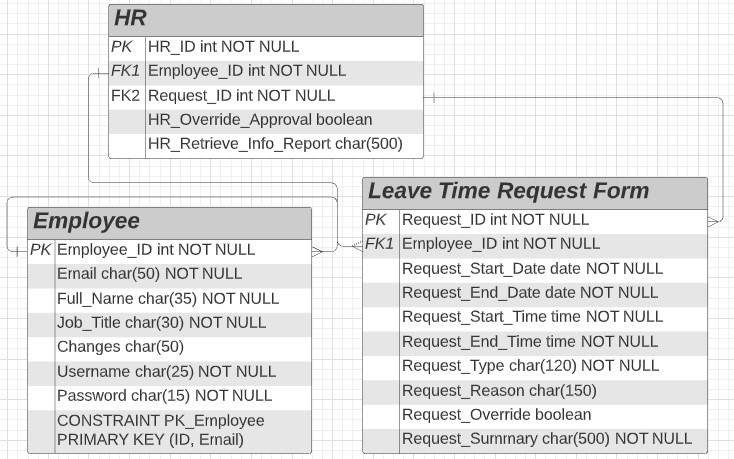 HR
PK HR_ID int NOT NULL
FK1 Employee_ID int NOT NULL
FK2 Request_ID int NOT NULL
HR_Override_Approval boolean
HR_Retrieve_Info_Report char(500)
Employee
PK Employee_ID int NOT NULL
Email char(50) NOT NULL
Full_Name char(35) NOT NULL
Job_Title char(30) NOT NULL
Changes char(50)
Username char(25) NOT NULL
Password char(15) NOT NULL
CONSTRAINT PK_Employee
PRIMARY KEY (ID, Email)
Leave Time Request Form
PK Request_ID int NOT NULL
FK1 Employee_ID int NOT NULL
Request_Start_Date date NOT NULL
Request_End_Date date NOT NULL
Request_Start_Time time NOT NULL
Request_End_Time time NOT NULL
Request_Type char(120) NOT NULL
Request_Reason char(150)
Request_Override boolean
Request_Summary char(500) NOT NULL